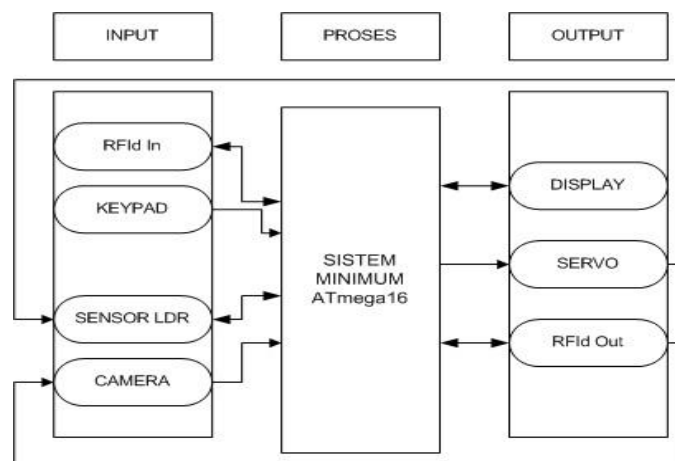 INPUT
PROSES
OUTPUT
RFId In
KEYPAD
SENSOR LDR
CAMERA
SISTEM
MINIMUM
ATmega16
DISPLAY
SERVO
RFId Out